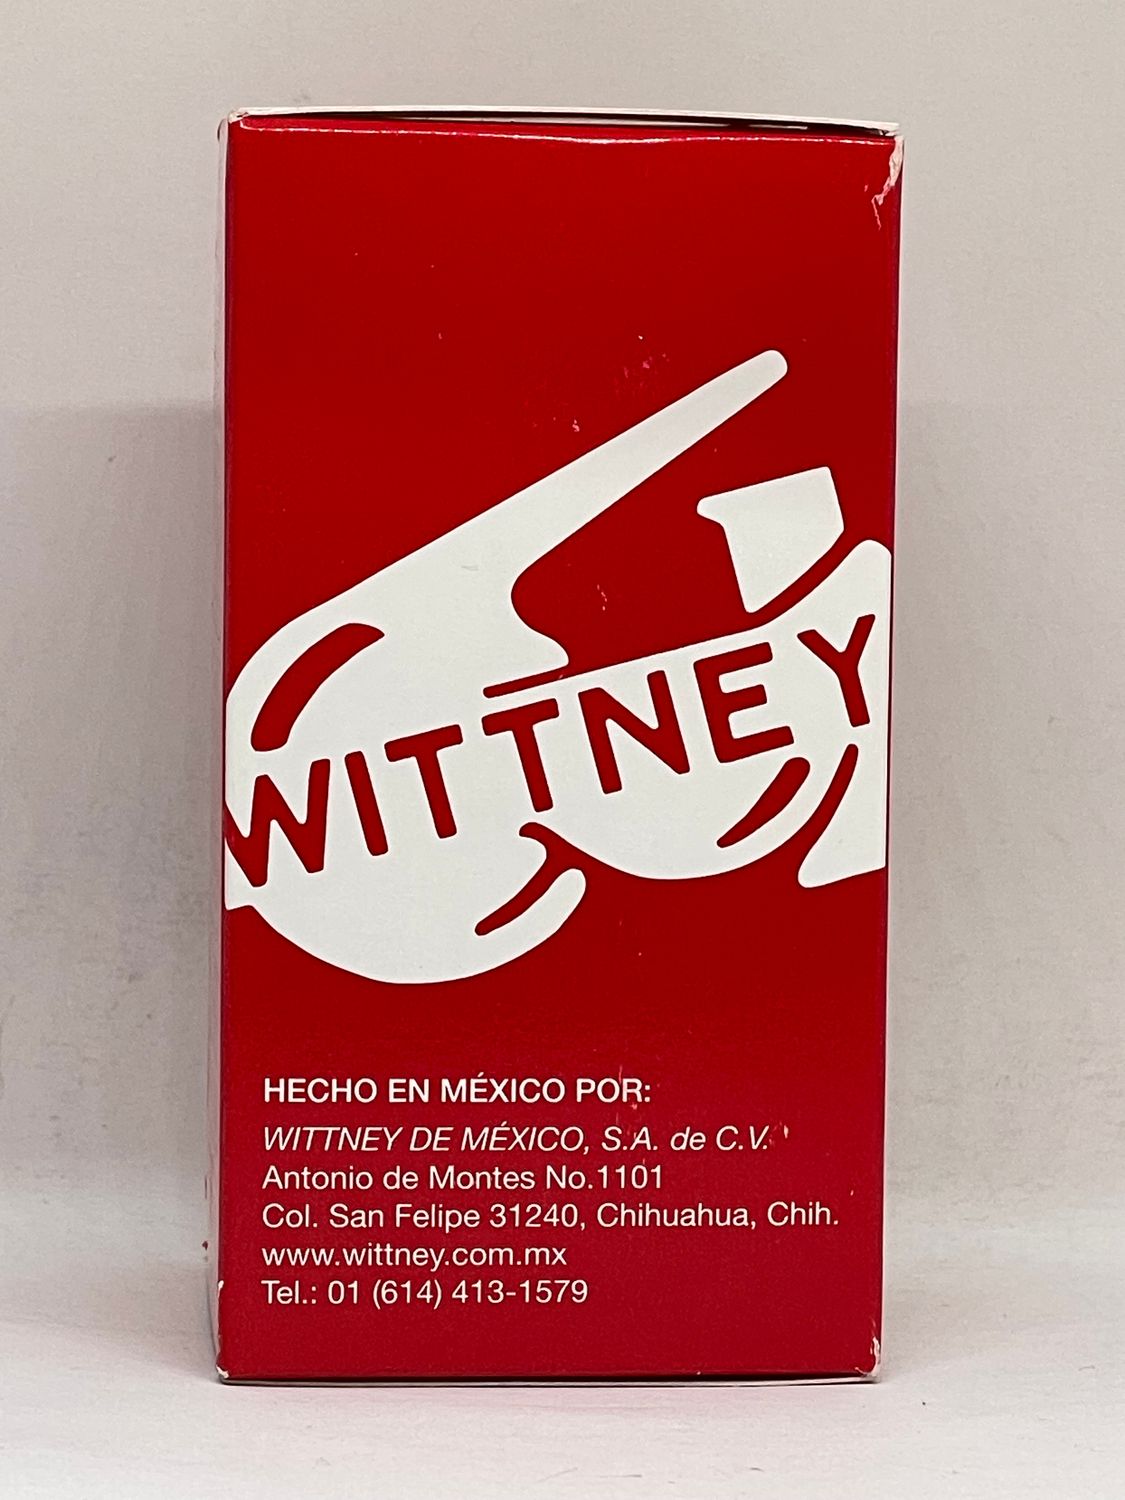 WITTNEY
HECHO EN MÉXICO POR:
WITTNEY DE MÉXICO, S.A. de C.V.
Antonio de Montes No.1101
Col. San Felipe 31240, Chihuahua, Chih.
www.wittney.com.mx
Tel.: 01 (614) 413-1579